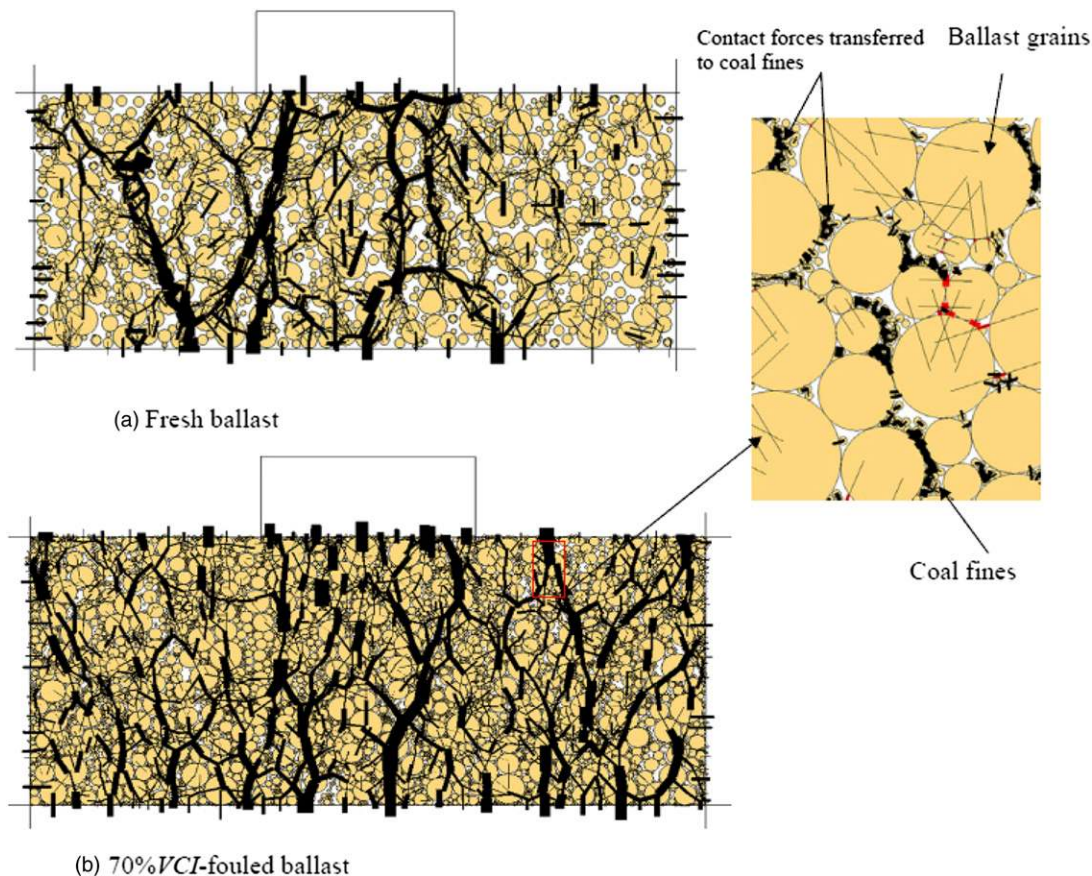 Contact forces transferred
to coal fines
Ballast grains
(a) Fresh ballast
Coal fines
(b) 70%VCI-fouled ballast